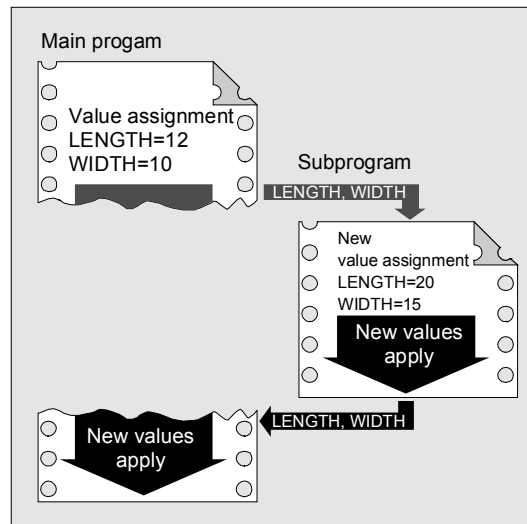 Main progam
Value assignment
LENGTH=12
WIDTH=10
Subprogram
LENGTH, WIDTH
New
value assignment
LENGTH=20
WIDTH=15
New values
apply
LENGTH, WIDTH
New values
apply